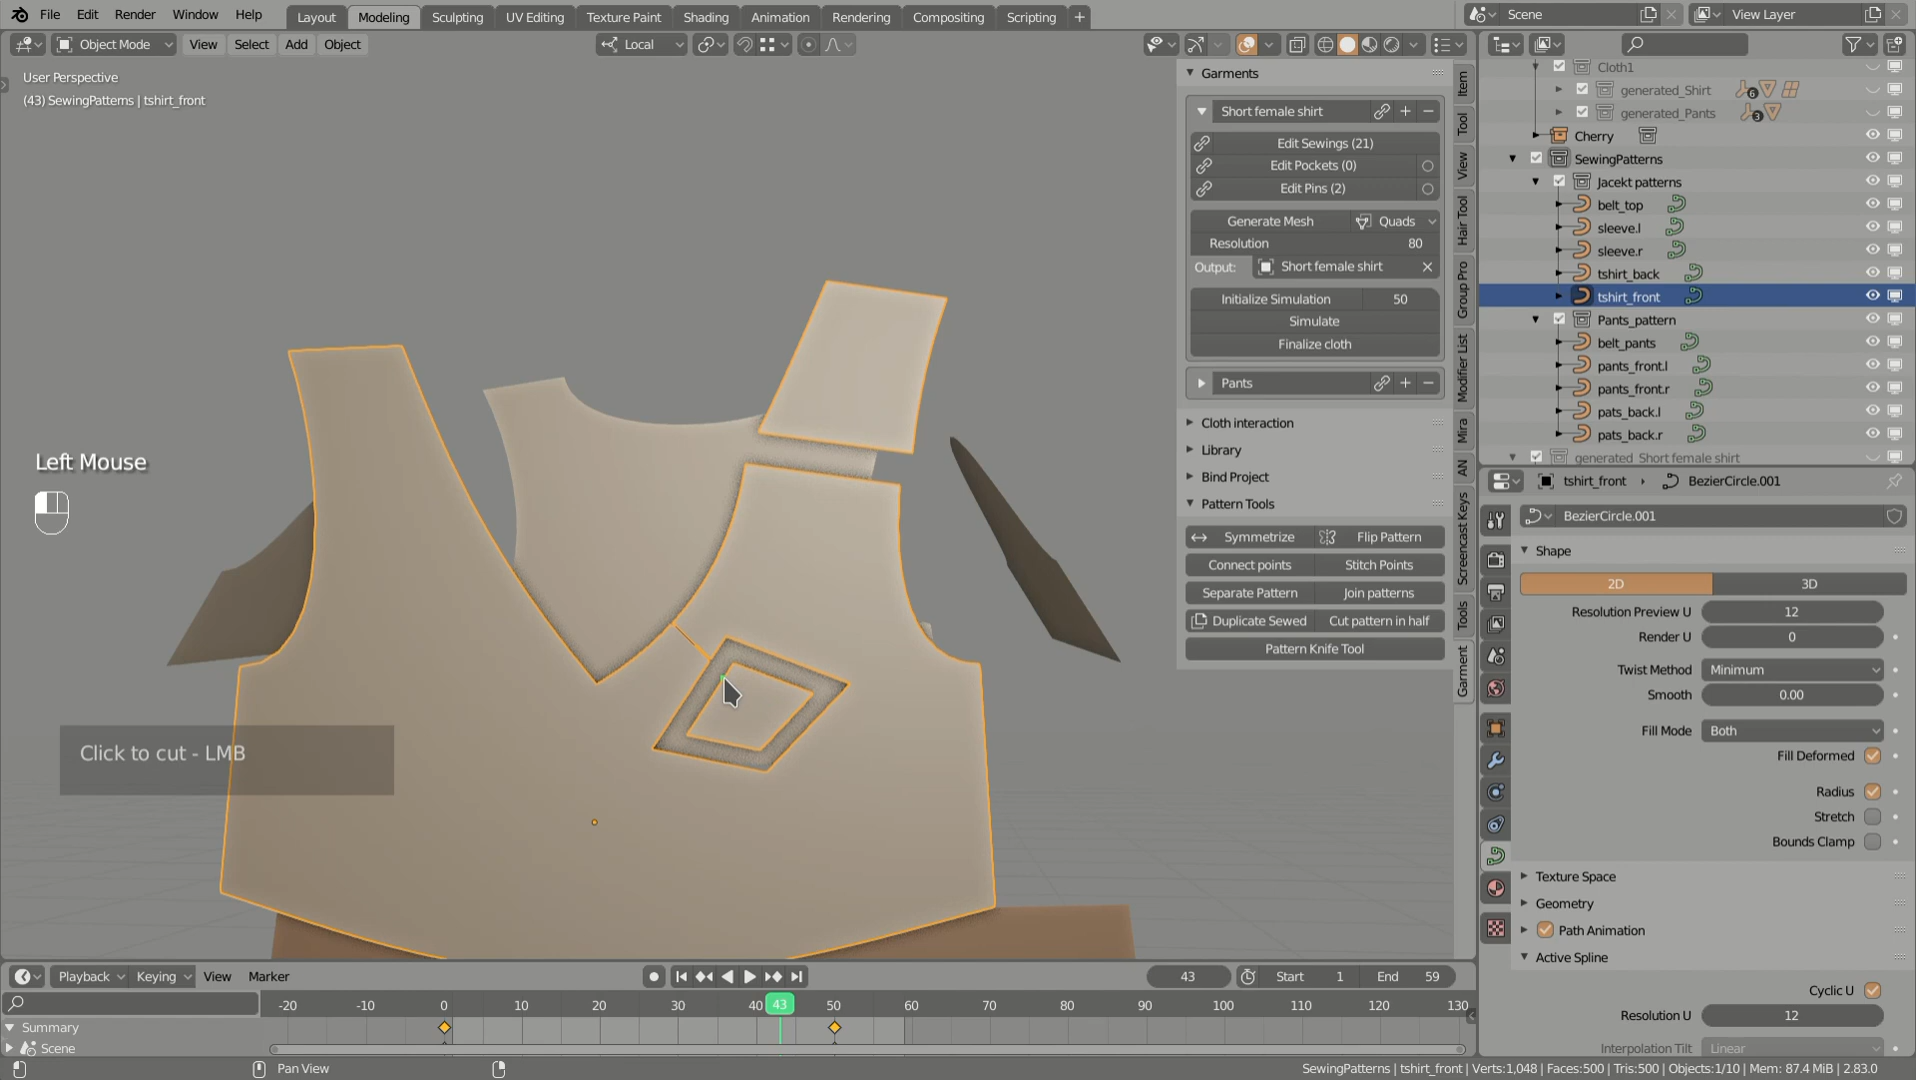 File Edit Render Window Help Layout Modeling Sculpting UV Editing Texture Paint Shading Animation Rendering Compositing Scripting + Scene View Layer
Object Mode View Select Add Object Local
User Perspective
(43) SewingPatterns | tshirt_front
Left Mouse
Click to cut - LMB
Garments
Short female shirt
Edit Sewings (21)
Edit Pockets (0)
Edit Pins (2)
Generate Mesh Quads
Resolution 80
Output: Short female shirt
Initialize Simulation 50
Simulate
Finalize cloth
Pants
Cloth interaction
Library
Bind Project
Pattern Tools
Symmetrize Flip Pattern
Connect points Stitch Points
Separate Pattern Join patterns
Duplicate Sewed Cut pattern in half
Pattern Knife Tool
Item
Tool
View
Hair Tool
Group Pro
Modifier List
Mira
AN
Screencast Keys
Tools
Garment
Cloth1
generated_Shirt 6
generated_Pants 3
Cherry
SewingPatterns
Jacekt patterns
belt_top
sleeve.l
sleeve.r
tshirt_back
tshirt_front
Pants_pattern
belt_pants
pants_front.l
pants_front.r
pats_back.l
pats_back.r
generated_Short female shirt
tshirt_front BezierCircle.001
BezierCircle.001
Shape
2D 3D
Resolution Preview U 12
Render U 0
Twist Method Minimum
Smooth 0.00
Fill Mode Both
Fill Deformed
Radius
Stretch
Bounds Clamp
Texture Space
Geometry
Path Animation
Active Spline
Cyclic U
Resolution U 12
Interpolation Tilt Linear
Playback Keying View Marker 43 Start 1 End 59
-20 -10 0 10 20 30 40 43 50 60 70 80 90 100 110 120 130
Summary
Scene
Pan View
SewingPatterns | tshirt_front | Verts:1,048 | Faces:500 | Tris:500 | Objects:1/10 | Mem: 87.4 MiB | 2.83.0